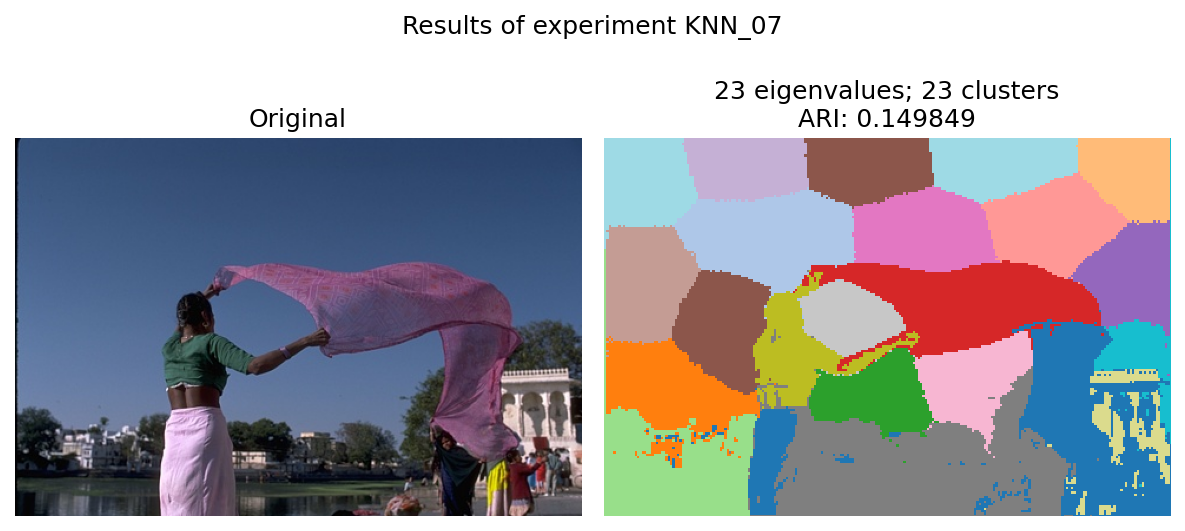 Results of experiment KNN_07
Original
23 eigenvalues; 23 clusters
ARI: 0.149849